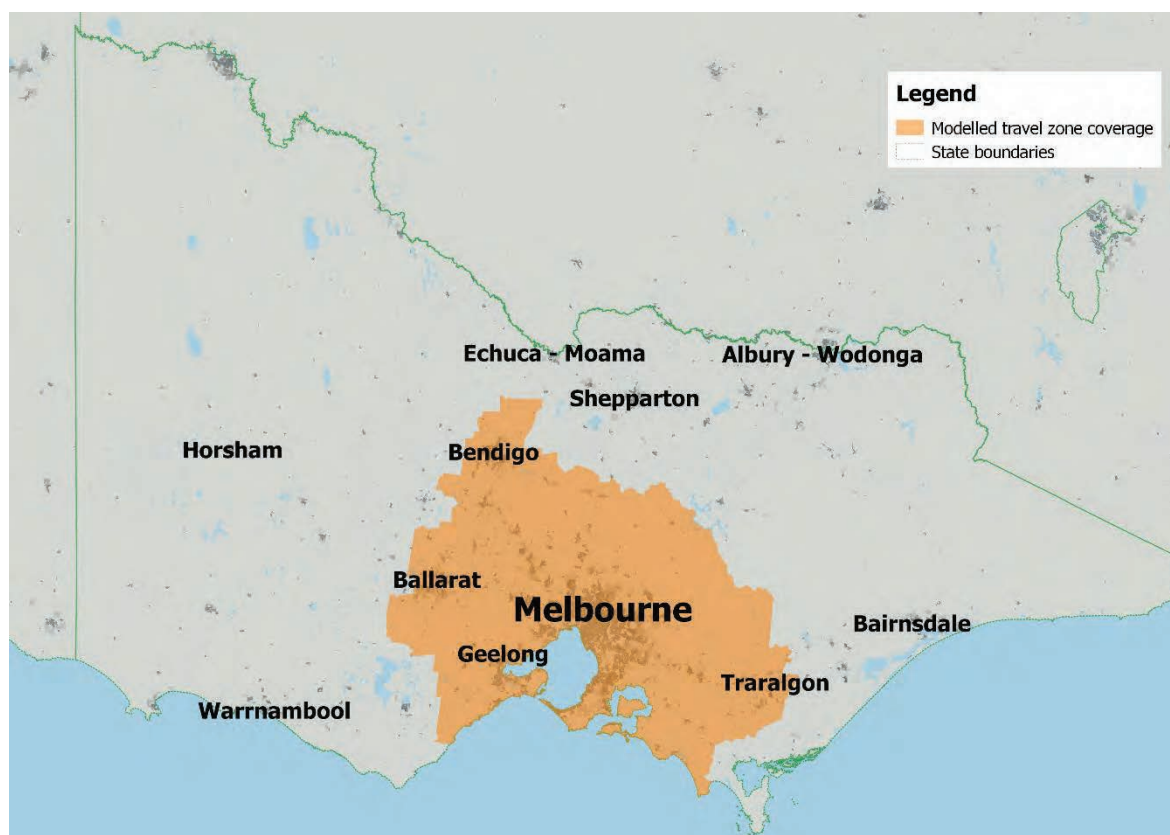 Legend
Modelled travel zone coverage
State boundaries
Echuca - Moama
Albury - Wodonga
Shepparton
Horsham
Bendigo
Ballarat
Melbourne
Bairnsdale
Geelong
Traralgon
Warrnambool